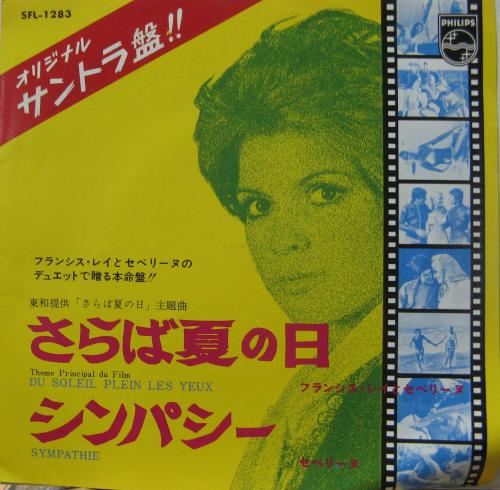 SFL-1283
PHILIPS
オリジナル
サントラ盤!!
フランシス・レイとセベリーヌの
デュエットで贈る本命盤!!
東和提供「さらば夏の日」主題曲
さらば夏の日
Theme Principal du Film
DU SOLEIL PLEIN LES YEUX
フランシス・レイとセベリーヌ
シンパシー
SYMPATHIE
セベリーヌ